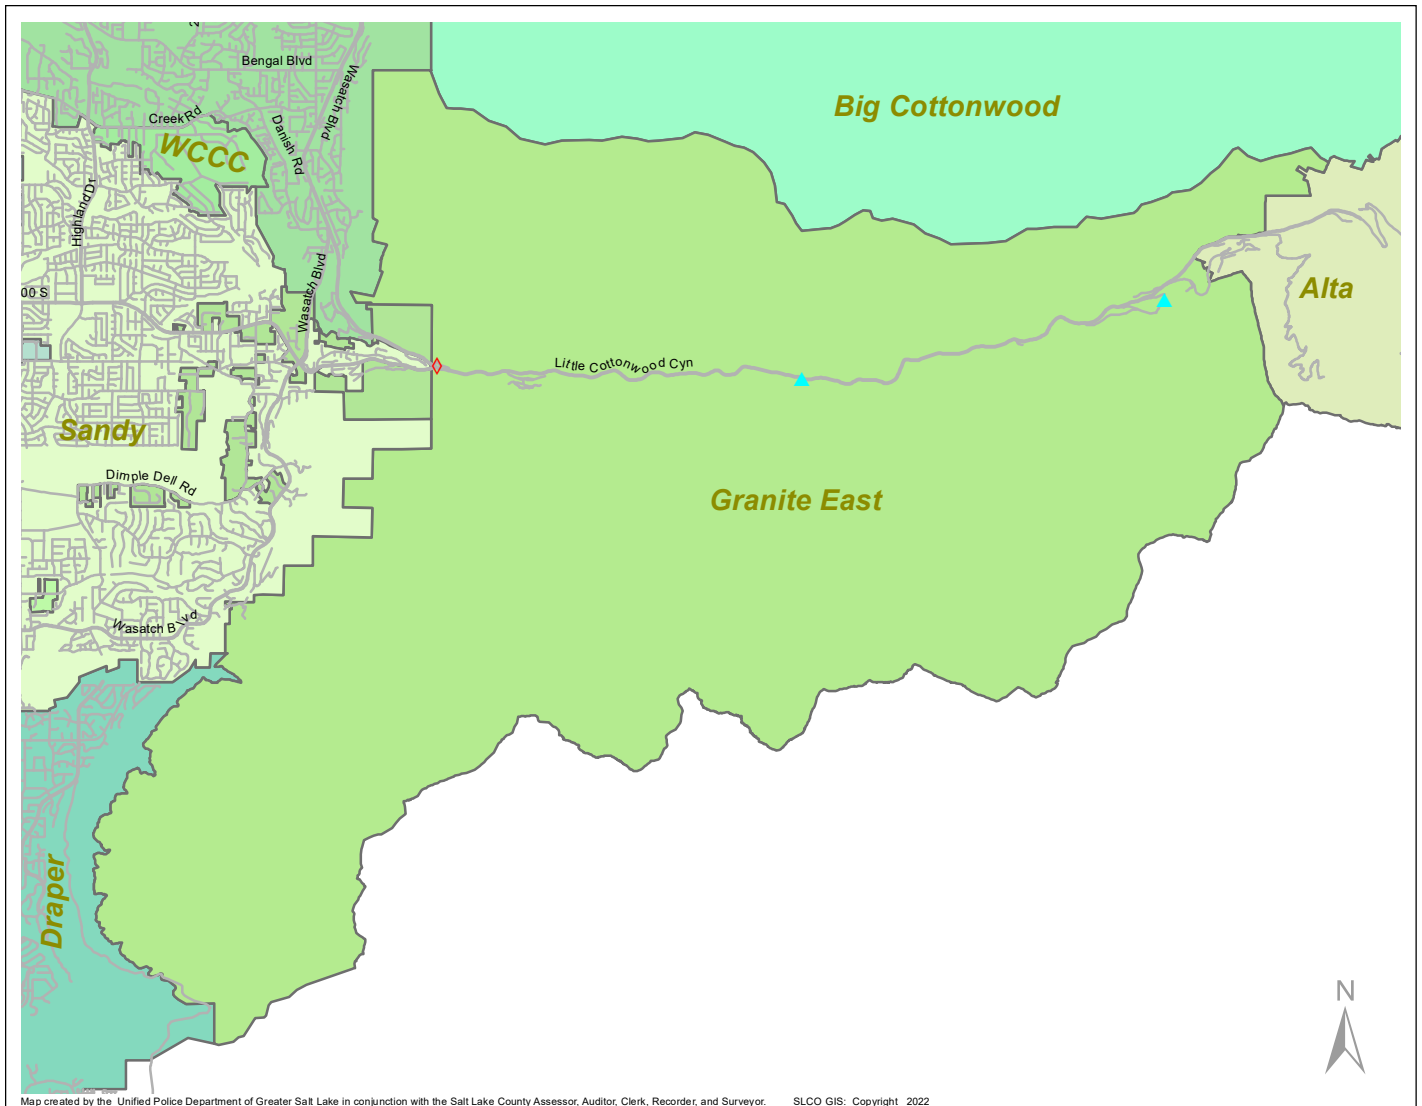 Bengal Blvd
Wasatch Blvd
Big Cottonwood
Creek Rd
Danish Rd
WCCC
Highland Dr
Wasatch Blvd
00 S
Alta
Little Cottonwood Cyn
Sandy
Dimple Dell Rd
Granite East
Wasatch Blvd
Draper
N
Map created by the Unified Police Department of Greater Salt Lake in conjunction with the Salt Lake County Assessor, Auditor, Clerk, Recorder, and Surveyor. SLCO GIS: Copyright 2022